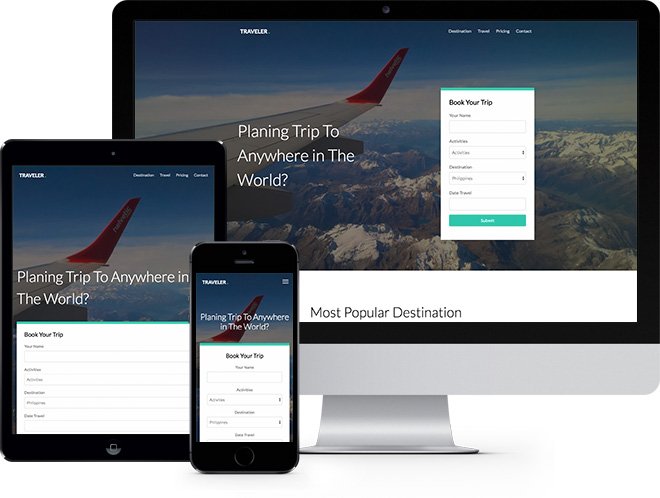 TRAVELER.
Destination Travel Pricing Contact
Planing Trip To
Anywhere in The
World?
Book Your Trip
Your Name
Activities
Activities
Destination
Philippines
Date Travel
Submit
Most Popular Destination
TRAVELER.
Destination Travel Pricing Contact
Planing Trip To Anywhere in
The World?
Book Your Trip
Your Name
Activities
Activities
Destination
Philippines
Date Travel
TRAVELER.
Planing Trip To Anywhere
in The World?
Book Your Trip
Your Name
Activities
Activities
Destination
Philippines
Date Travel